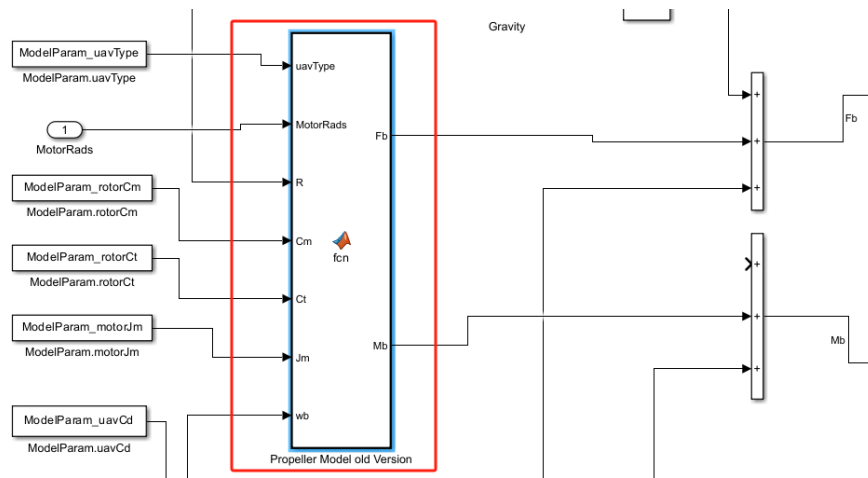 Gravity
ModelParam_uavType
ModelParam.uavType
1
MotorRads
ModelParam_rotorCm
ModelParam.rotorCm
ModelParam_rotorCt
ModelParam.rotorCt
ModelParam_motorJm
ModelParam.motorJm
ModelParam_uavCd
ModelParam.uavCd
uavType
MotorRads
R
Cm
Ct
Jm
wb
fcn
Fb
Mb
Propeller Model old Version
+
+
+
Fb
+
+
+
Mb